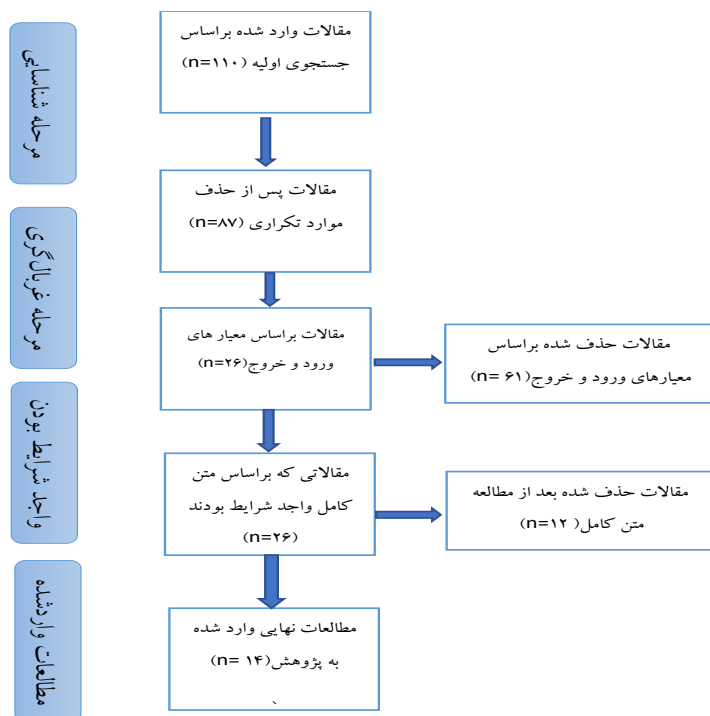 مرحله شناسایی
مقالات وارد شده براساس
جستجوی اولیه (n=۱۱۰)
مرحله غربال‌گری
مقالات پس از حذف
موارد تکراری (n=۸۷)
مقالات براساس معیار های
ورود و خروج(n=۲۶)
مقالات حذف شده براساس
معیارهای ورود و خروج(n= ۶۱)
واجد شرایط بودن
مقالاتی که براساس متن
کامل واجد شرایط بودند
(n=۲۶)
مقالات حذف شده بعد از مطالعه
متن کامل( n=۱۲)
مطالعات واردشده
مطالعات نهایی وارد شده
به پژوهش(n= ۱۴)